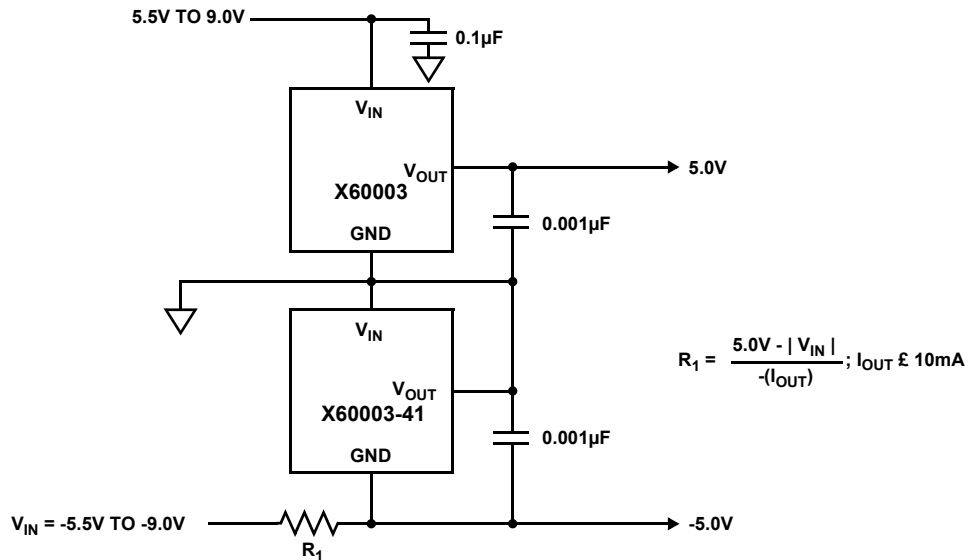 5.5V TO 9.0V
0.1µF
VIN
VOUT
5.0V
X60003
0.001µF
GND
VIN
R1 = 5.0V - | VIN | / -(IOUT) ; IOUT £ 10mA
VOUT
X60003-41
0.001µF
GND
VIN = -5.5V TO -9.0V
-5.0V
R1